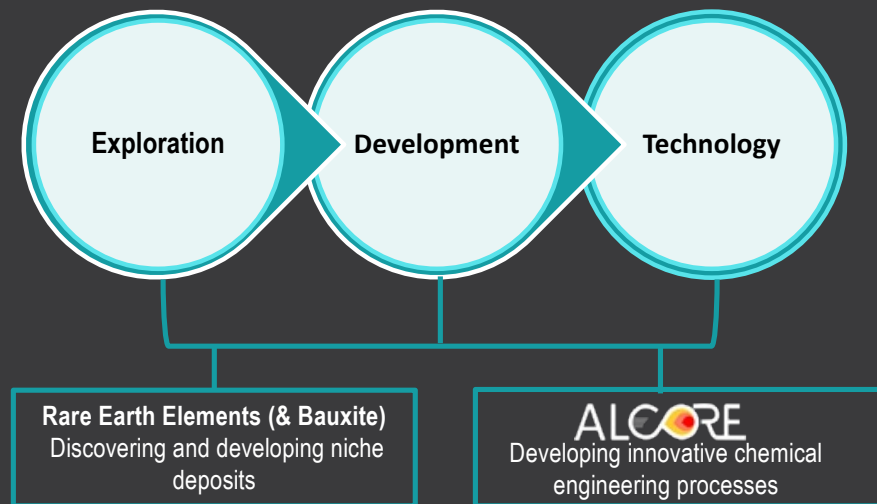 Exploration
Development
Technology
Rare Earth Elements (& Bauxite)
Discovering and developing niche
deposits
ALCORE
Developing innovative chemical
engineering processes